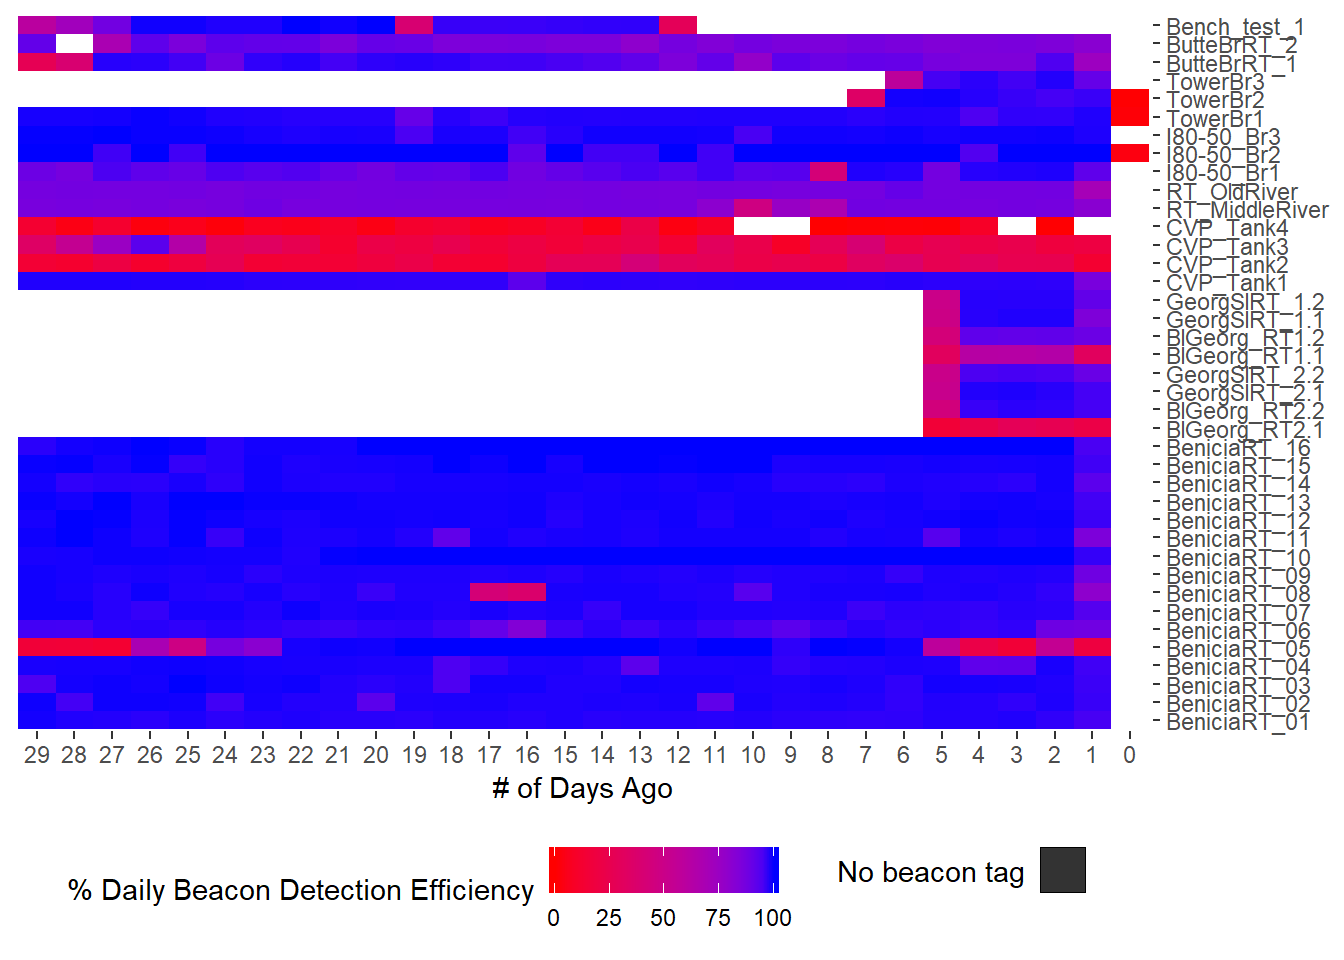 Bench_test_1
ButteBrRT_2
ButteBrRT_1
TowerBr3
TowerBr2
TowerBr1
I80-50_Br3
I80-50_Br2
I80-50_Br1
RT_OldRiver
RT_MiddleRiver
CVP_Tank4
CVP_Tank3
CVP_Tank2
CVP_Tank1
GeorgSlRT_1.2
GeorgSlRT_1.1
BlGeorg_RT1.2
BlGeorg_RT1.1
GeorgSlRT_2.2
GeorgSlRT_2.1
BlGeorg_RT2.2
BlGeorg_RT2.1
BeniciaRT_16
BeniciaRT_15
BeniciaRT_14
BeniciaRT_13
BeniciaRT_12
BeniciaRT_11
BeniciaRT_10
BeniciaRT_09
BeniciaRT_08
BeniciaRT_07
BeniciaRT_06
BeniciaRT_05
BeniciaRT_04
BeniciaRT_03
BeniciaRT_02
BeniciaRT_01
29 28 27 26 25 24 23 22 21 20 19 18 17 16 15 14 13 12 11 10 9 8 7 6 5 4 3 2 1 0
# of Days Ago
% Daily Beacon Detection Efficiency
0 25 50 75 100
No beacon tag